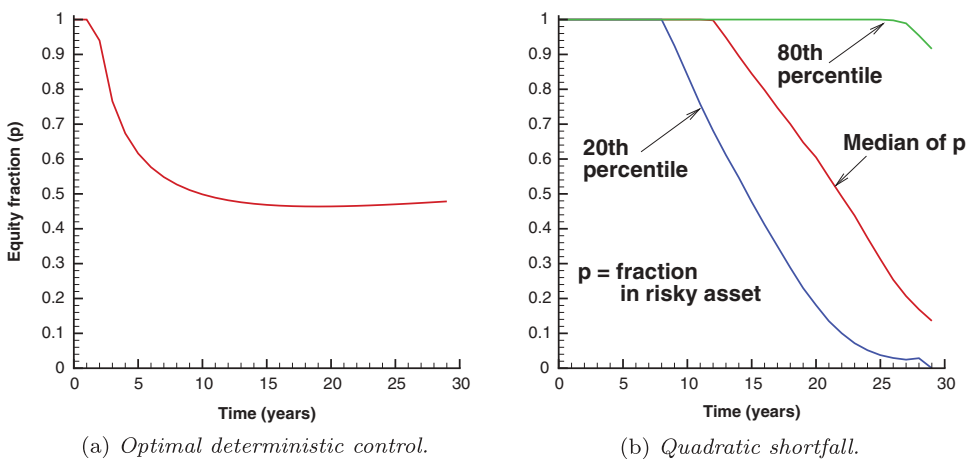 Equity fraction (p)
1
0.9
0.8
0.7
0.6
0.5
0.4
0.3
0.2
0.1
0
0 5 10 15 20 25 30
Time (years)
(a) Optimal deterministic control.
1
0.9
0.8
0.7
0.6
0.5
0.4
0.3
0.2
0.1
0
80th
percentile
20th
percentile
Median of p
p = fraction
in risky asset
0 5 10 15 20 25 30
Time (years)
(b) Quadratic shortfall.